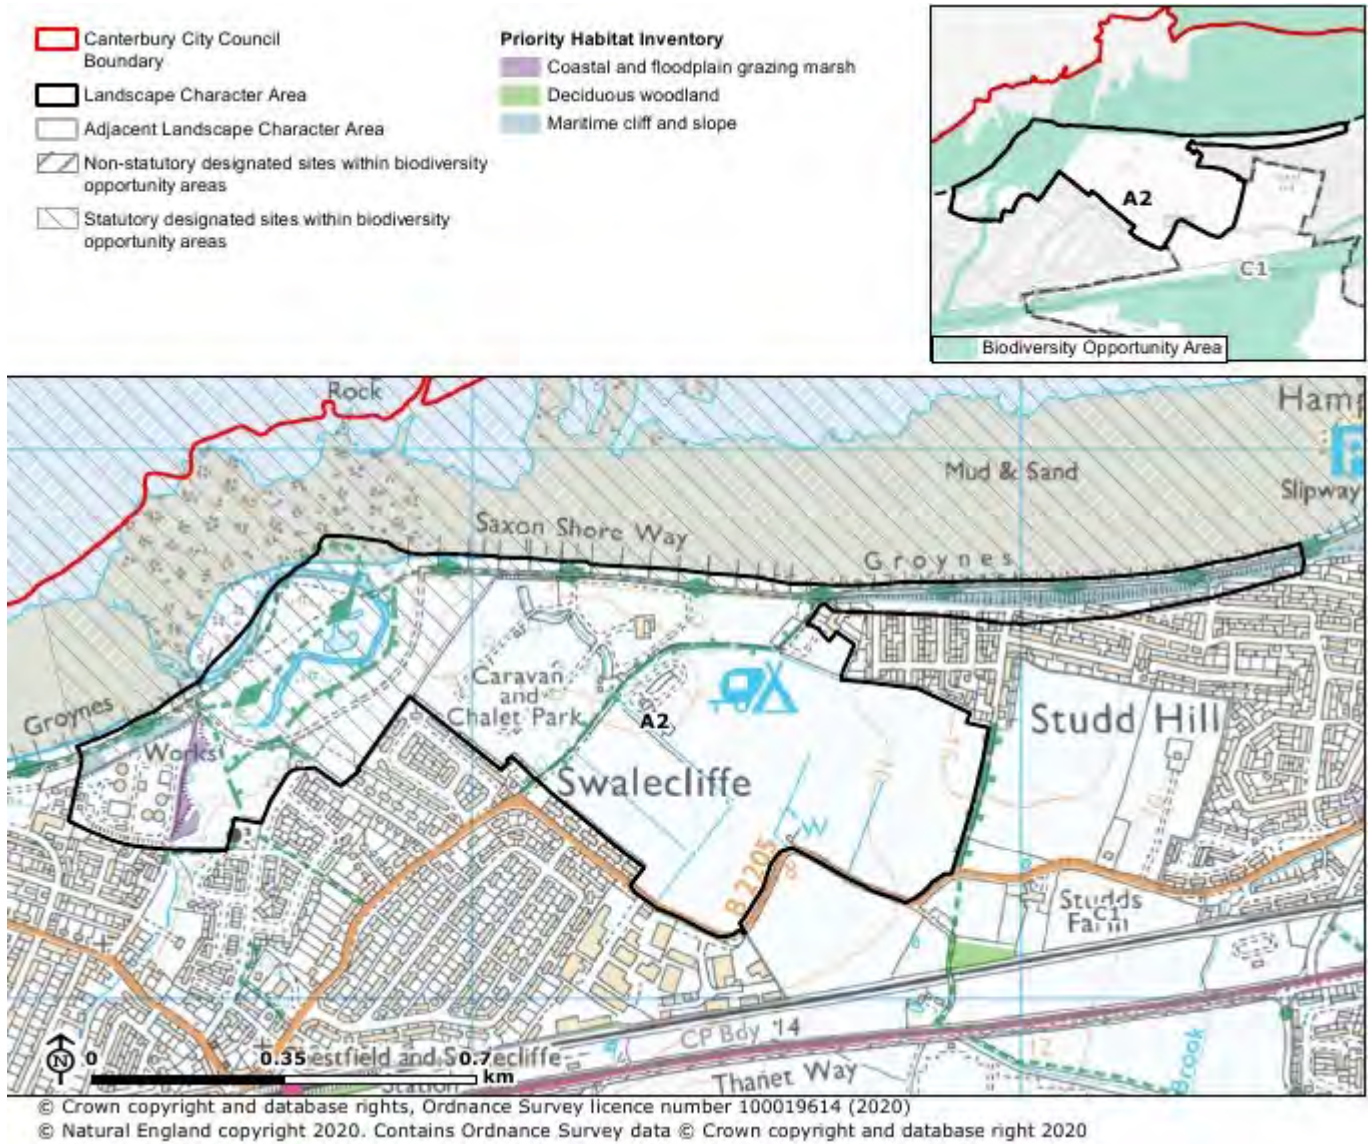 Canterbury City Council
Boundary
Landscape Character Area
Adjacent Landscape Character Area
Non-statutory designated sites within biodiversity
opportunity areas
Statutory designated sites within biodiversity
opportunity areas
Priority Habitat Inventory
Coastal and floodplain grazing marsh
Deciduous woodland
Maritime cliff and slope
A2
C1
Biodiversity Opportunity Area
Rock
Ham
Mud & Sand
Slipway
Saxon Shore Way
Groynes
Caravan
and
Chalet Park
Groynes
A2
Works
Studd Hill
Swalecliffe
W
B 2205
Studds
C1
CP Bdy '14
Thanet Way
Brook
21
N
0
0.35
0.7
km
Station
© Crown copyright and database rights, Ordnance Survey licence number 100019614 (2020)
© Natural England copyright 2020. Contains Ordnance Survey data © Crown copyright and database right 2020